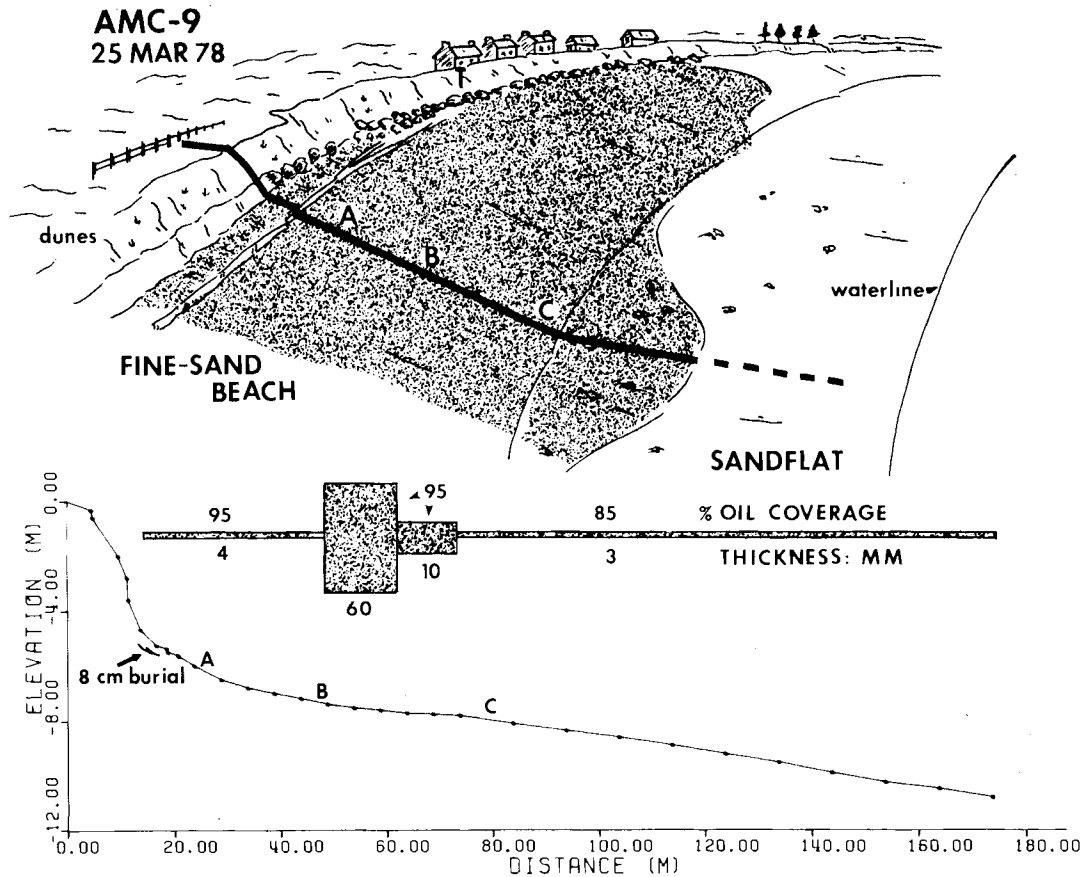 AMC-9
25 MAR 78
T
A
B
C
dunes
waterline
FINE-SAND
BEACH
SANDFLAT
95
95
85
% OIL COVERAGE
4
60
10
3
THICKNESS: MM
ELEVATION (M)
0.00
-4.00
-8.00
-12.00
8 cm burial
A
B
C
0.00 20.00 40.00 60.00 80.00 100.00 120.00 140.00 160.00 180.00
DISTANCE (M)